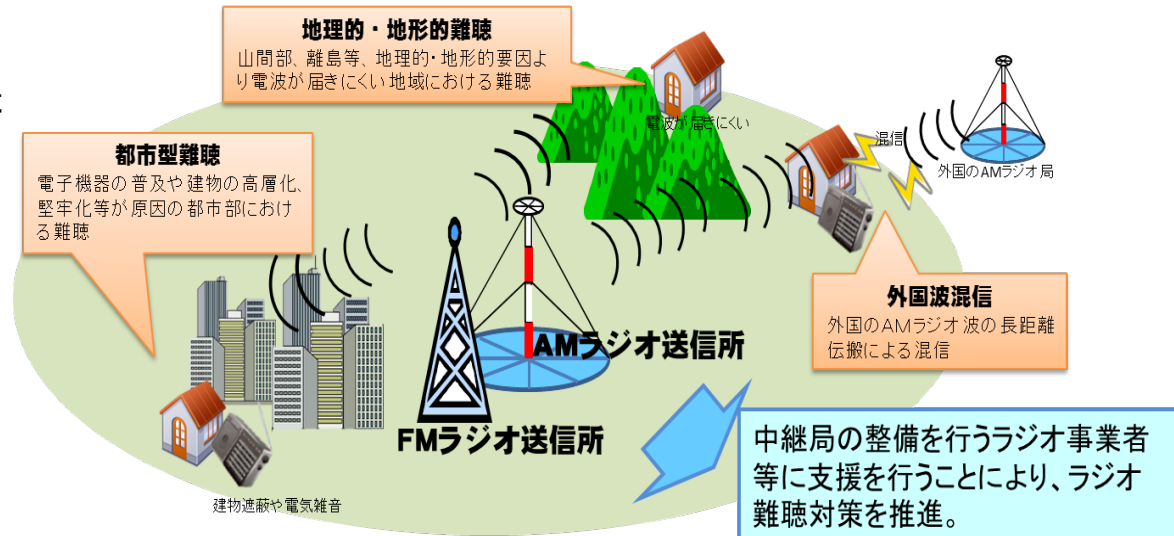 地理的・地形的難聴
山間部、離島等、地理的・地形的要因よ
り電波が届きにくい地域における難聴
電波が届きにくい
都市型難聴
電子機器の普及や建物の高層化、
堅牢化等が原因の都市部におけ
る難聴
混信
外国のAMラジオ局
外国波混信
外国のAMラジオ波の長距離
伝搬による混信
AMラジオ送信所
FMラジオ送信所
建物遮蔽や電気雑音
中継局の整備を行うラジオ事業者
等に支援を行うことにより、ラジオ
難聴対策を推進。